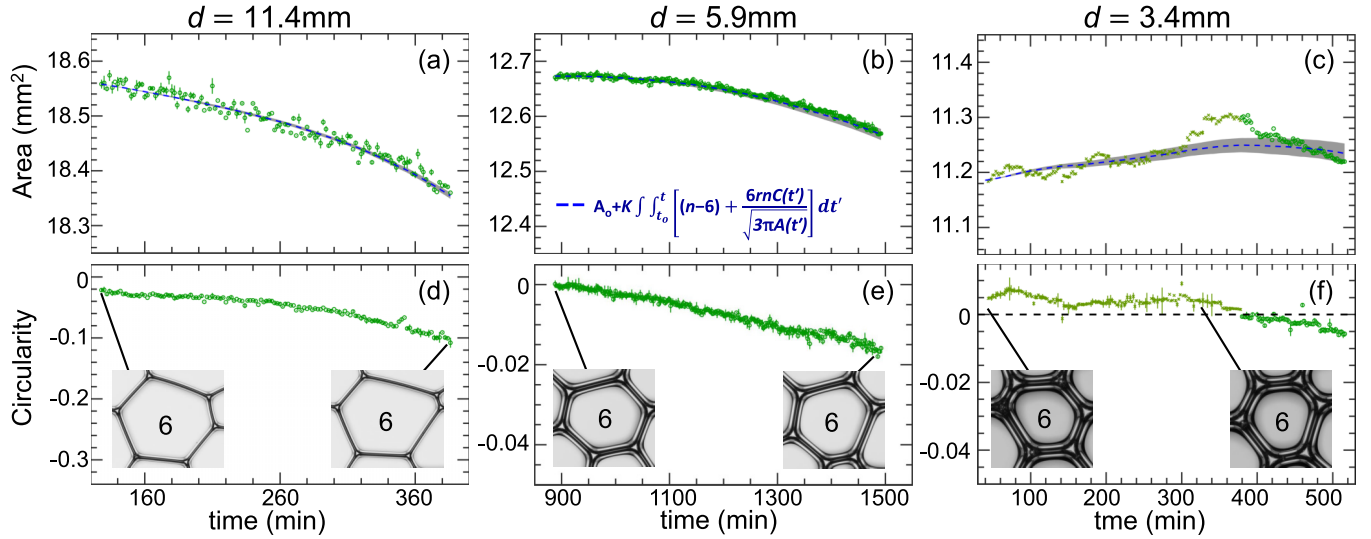 d = 11.4mm
d = 5.9mm
d = 3.4mm
Area (mm²)
18.6
18.5
18.4
18.3
(a)
12.7
12.6
12.5
12.4
(b)
A₀+K ∫ ∫ₜ₀ᵗ [(n−6) + 6rnC(t')/√3πA(t')] dt'
11.4
11.3
11.2
11.1
(c)
Circularity
0
-0.1
-0.2
-0.3
(d)
6
6
160
260
360
time (min)
0
-0.02
-0.04
(e)
6
6
900
1100
1300
1500
time (min)
0
-0.02
-0.04
(f)
6
6
100
200
300
400
500
tme (min)